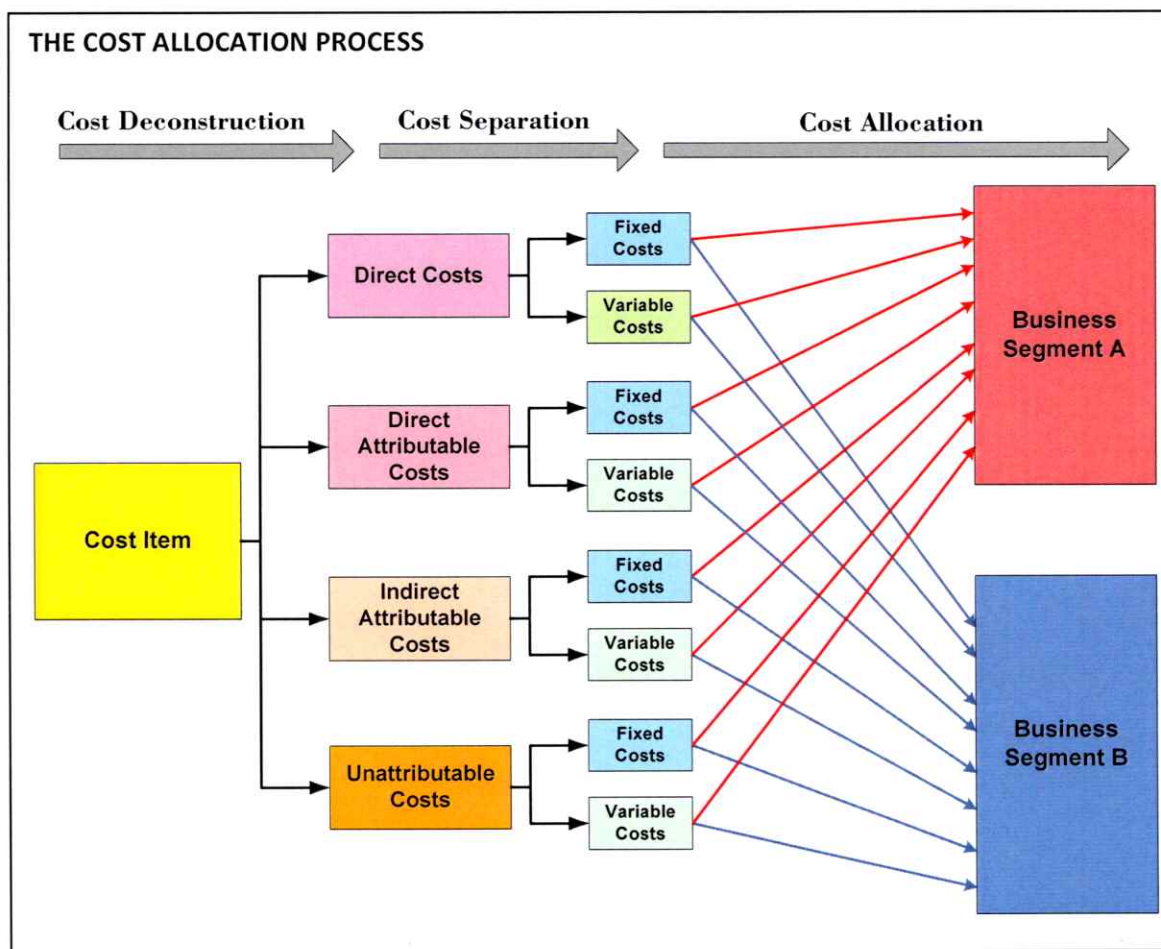 THE COST ALLOCATION PROCESS
Cost Deconstruction
Cost Separation
Cost Allocation
Cost Item
Direct Costs
Fixed
Costs
Variable
Costs
Direct
Attributable
Costs
Fixed
Costs
Variable
Costs
Indirect
Attributable
Costs
Fixed
Costs
Variable
Costs
Unattributable
Costs
Fixed
Costs
Variable
Costs
Business
Segment A
Business
Segment B